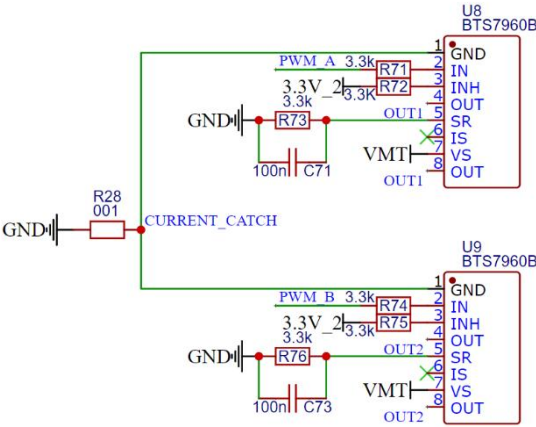 U8
BTS7960B
1 GND
PWM_A 3.3k R71 2 IN
3.3V_2 3.3K R72 3 INH
4 OUT
OUT1
GND 3.3k R73 5 SR
6 IS
VMT 7 VS
8 OUT
OUT1
100n C71
R28
001
GND
CURRENT_CATCH
U9
BTS7960B
1 GND
PWM_B 3.3k R74 2 IN
3.3V_2 3.3k R75 3 INH
4 OUT
OUT2
GND 3.3k R76 5 SR
6 IS
VMT 7 VS
8 OUT
OUT2
100n C73